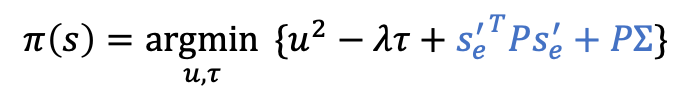 π(s) = argmin {u² − λτ + s′ₑᵀPs′ₑ + PΣ}
u,τ